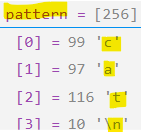 pattern = [256]
[0] = 99 'c'
[1] = 97 'a'
[2] = 116 't'
[3] = 10 '\n'